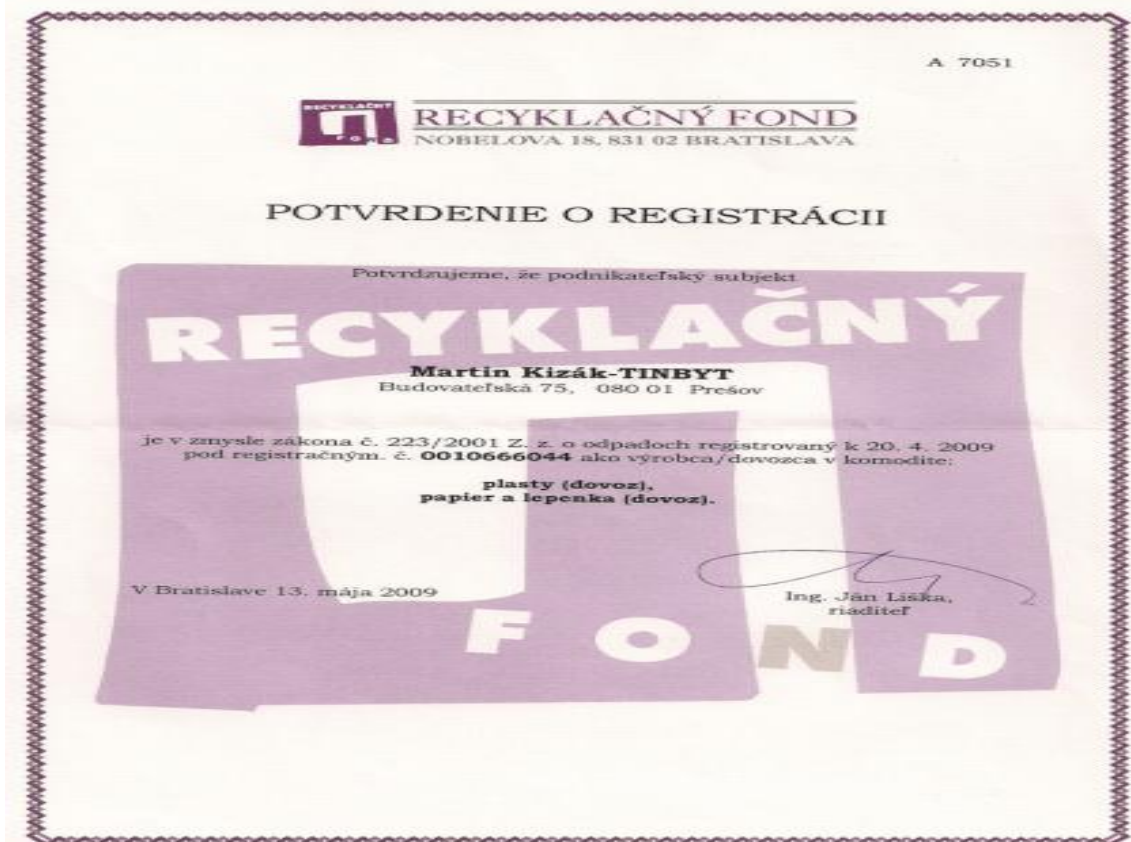 A 7051
RECYKLAČNÝ
FOND
RECYKLAČNÝ FOND
NOBELOVA 18, 831 02 BRATISLAVA
POTVRDENIE O REGISTRÁCII
Potvrdzujeme, že podnikateľský subjekt
RECYKLAČNÝ
Martin Kizák-TINBYT
Budovateľská 75, 080 01 Prešov
je v zmysle zákona č. 223/2001 Z. z. o odpadoch registrovaný k 20. 4. 2009
pod registračným. č. 0010666044 ako výrobca/dovozca v komodite:
plasty (dovoz),
papier a lepenka (dovoz).
V Bratislave 13. mája 2009
Ing. Ján Liška,
riaditeľ
FOND